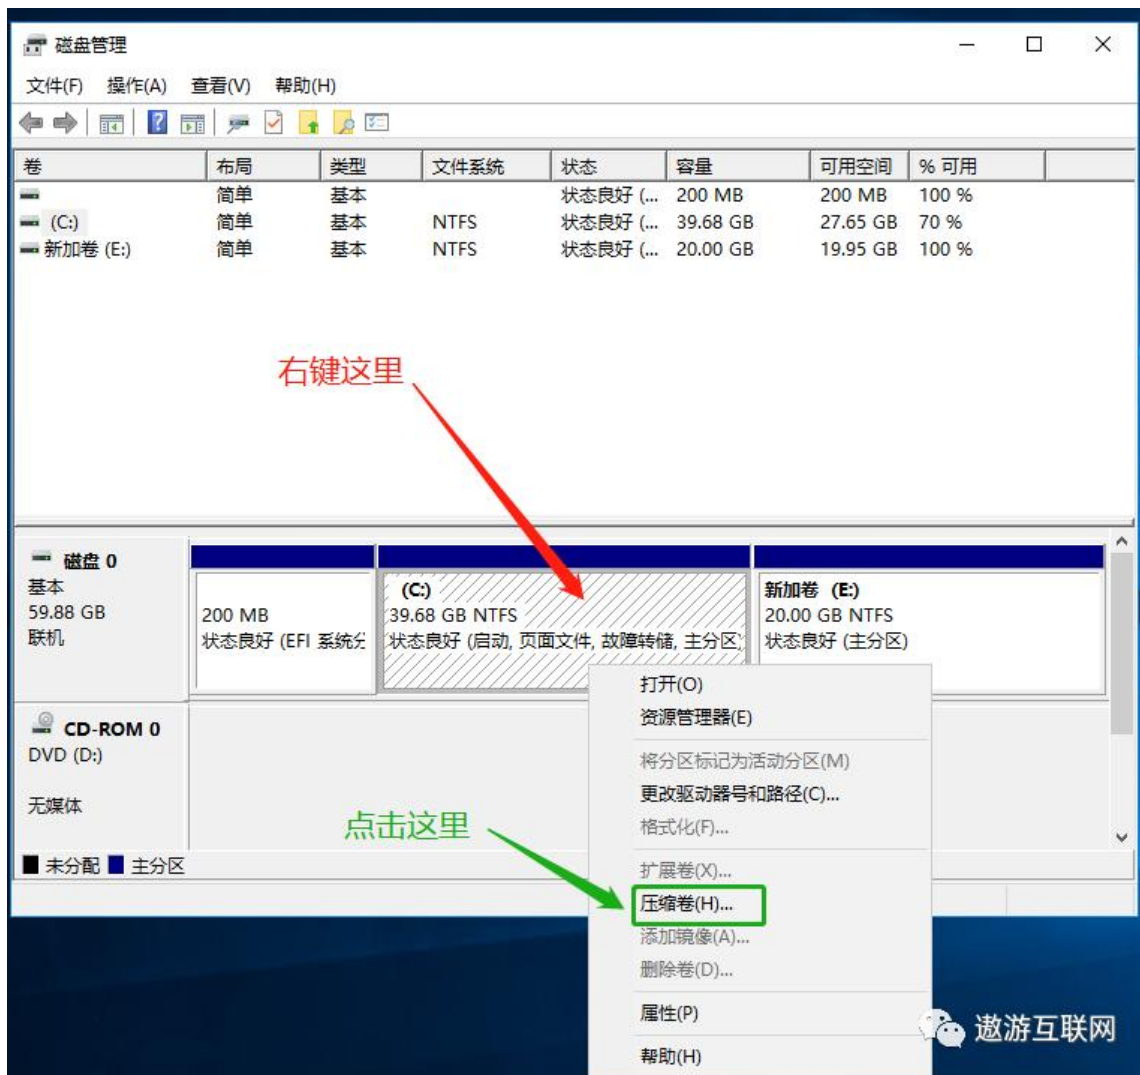 磁盘管理
文件(F) 操作(A) 查看(V) 帮助(H)
卷 布局 类型 文件系统 状态 容量 可用空间 % 可用
简单 基本 状态良好 (... 200 MB 200 MB 100 %
(C:) 简单 基本 NTFS 状态良好 (... 39.68 GB 27.65 GB 70 %
新加卷 (E:) 简单 基本 NTFS 状态良好 (... 20.00 GB 19.95 GB 100 %
右键这里
磁盘 0
基本
59.88 GB
联机
200 MB
状态良好 (EFI 系统分
(C:)
39.68 GB NTFS
状态良好 (启动, 页面文件, 故障转储, 主分区)
新加卷 (E:)
20.00 GB NTFS
状态良好 (主分区)
CD-ROM 0
DVD (D:)
无媒体
点击这里
未分配 主分区
打开(O)
资源管理器(E)
将分区标记为活动分区(M)
更改驱动器号和路径(C)...
格式化(F)...
扩展卷(X)...
压缩卷(H)...
添加镜像(A)...
删除卷(D)...
属性(P)
帮助(H)
遨游互联网